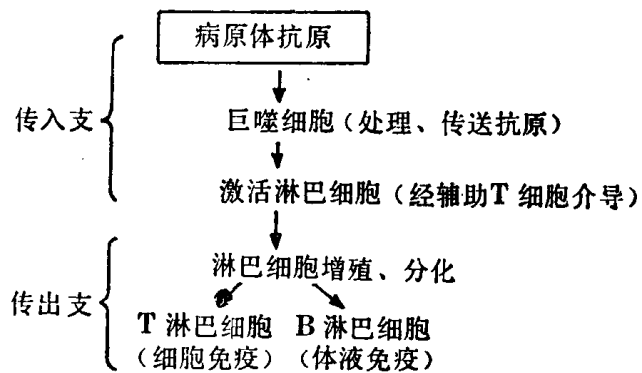 病原体抗原
传入支
巨噬细胞（处理、传送抗原）
激活淋巴细胞（经辅助T 细胞介导）
淋巴细胞增殖、分化
传出支
T 淋巴细胞 B 淋巴细胞
（细胞免疫）（体液免疫）